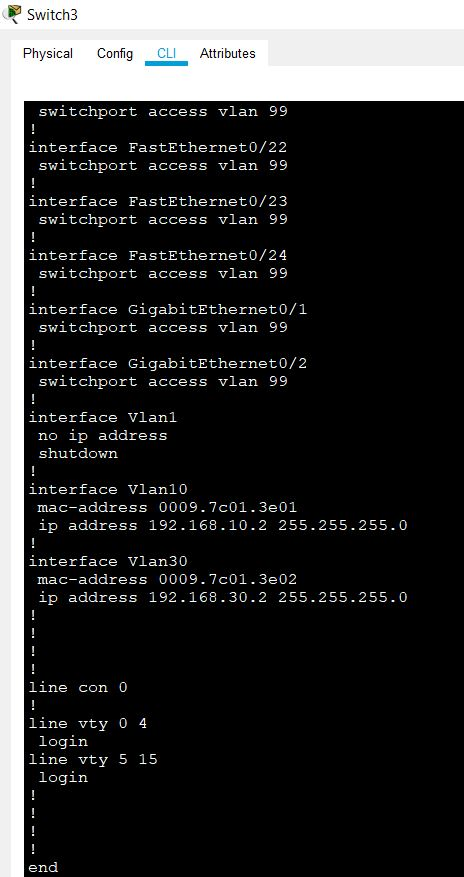 Switch3
Physical Config CLI Attributes
switchport access vlan 99
!
interface FastEthernet0/22
switchport access vlan 99
!
interface FastEthernet0/23
switchport access vlan 99
!
interface FastEthernet0/24
switchport access vlan 99
!
interface GigabitEthernet0/1
switchport access vlan 99
!
interface GigabitEthernet0/2
switchport access vlan 99
!
interface Vlan1
no ip address
shutdown
!
interface Vlan10
mac-address 0009.7c01.3e01
ip address 192.168.10.2 255.255.255.0
!
interface Vlan30
mac-address 0009.7c01.3e02
ip address 192.168.30.2 255.255.255.0
!
!
!
!
line con 0
!
line vty 0 4
login
line vty 5 15
login
!
!
!
!
end